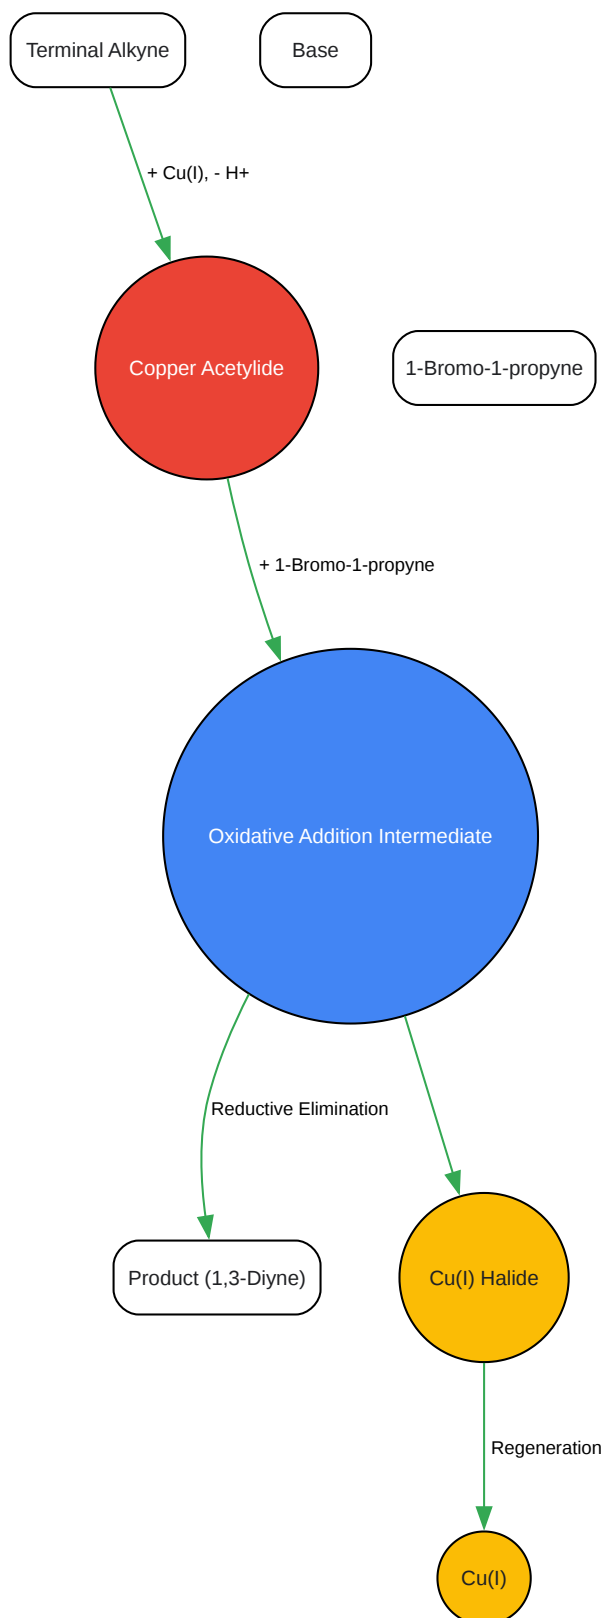 Terminal Alkyne
Base
+ Cu(I), - H+
Copper Acetylide
1-Bromo-1-propyne
+ 1-Bromo-1-propyne
Oxidative Addition Intermediate
Reductive Elimination
Product (1,3-Diyne)
Cu(I) Halide
Regeneration
Cu(I)